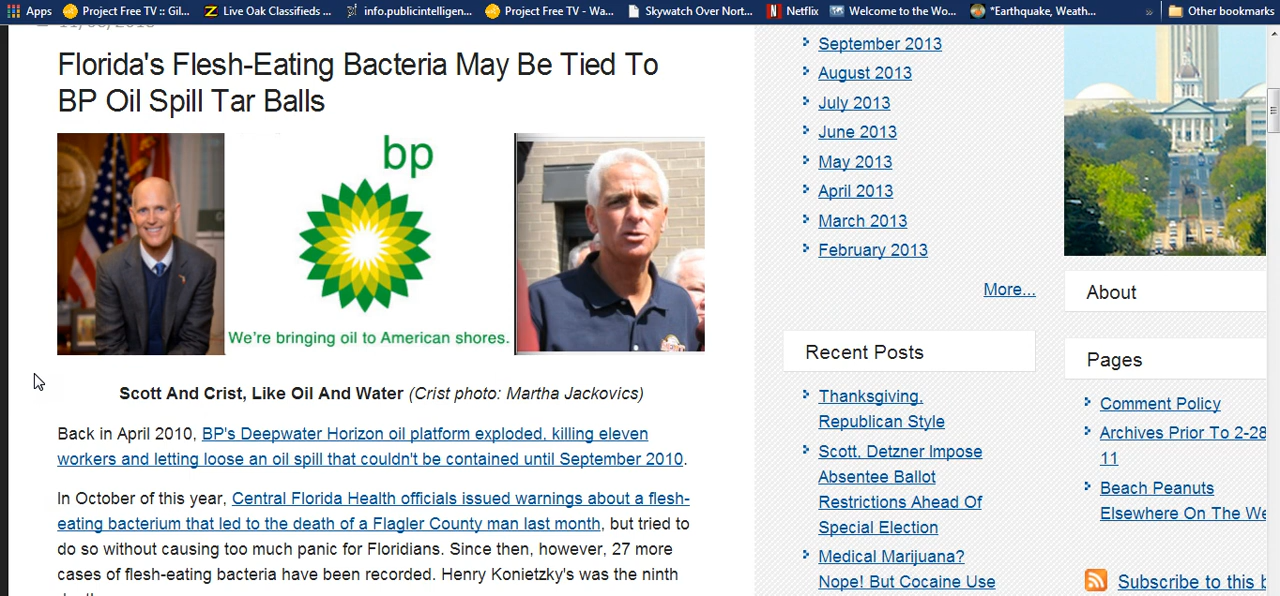 Apps
Project Free TV :: Gil...
Live Oak Classifieds ...
info.publicintelligen...
Project Free TV - Wa...
Skywatch Over Nort...
Netflix
Welcome to the Wo...
*Earthquake, Weath...
»
Other bookmarks
Florida's Flesh-Eating Bacteria May Be Tied To
BP Oil Spill Tar Balls
bp
We're bringing oil to American shores.
Scott And Crist, Like Oil And Water (Crist photo: Martha Jackovics)
Back in April 2010, BP's Deepwater Horizon oil platform exploded, killing eleven
workers and letting loose an oil spill that couldn't be contained until September 2010.
In October of this year, Central Florida Health officials issued warnings about a flesh-
eating bacterium that led to the death of a Flagler County man last month, but tried to
do so without causing too much panic for Floridians. Since then, however, 27 more
cases of flesh-eating bacteria have been recorded. Henry Konietzky's was the ninth
September 2013
August 2013
July 2013
June 2013
May 2013
April 2013
March 2013
February 2013
More...
Recent Posts
Thanksgiving,
Republican Style
Scott, Detzner Impose
Absentee Ballot
Restrictions Ahead Of
Special Election
Medical Marijuana?
Nope! But Cocaine Use
About
Pages
Comment Policy
Archives Prior To 2-28
11
Beach Peanuts
Elsewhere On The We
Subscribe to this b